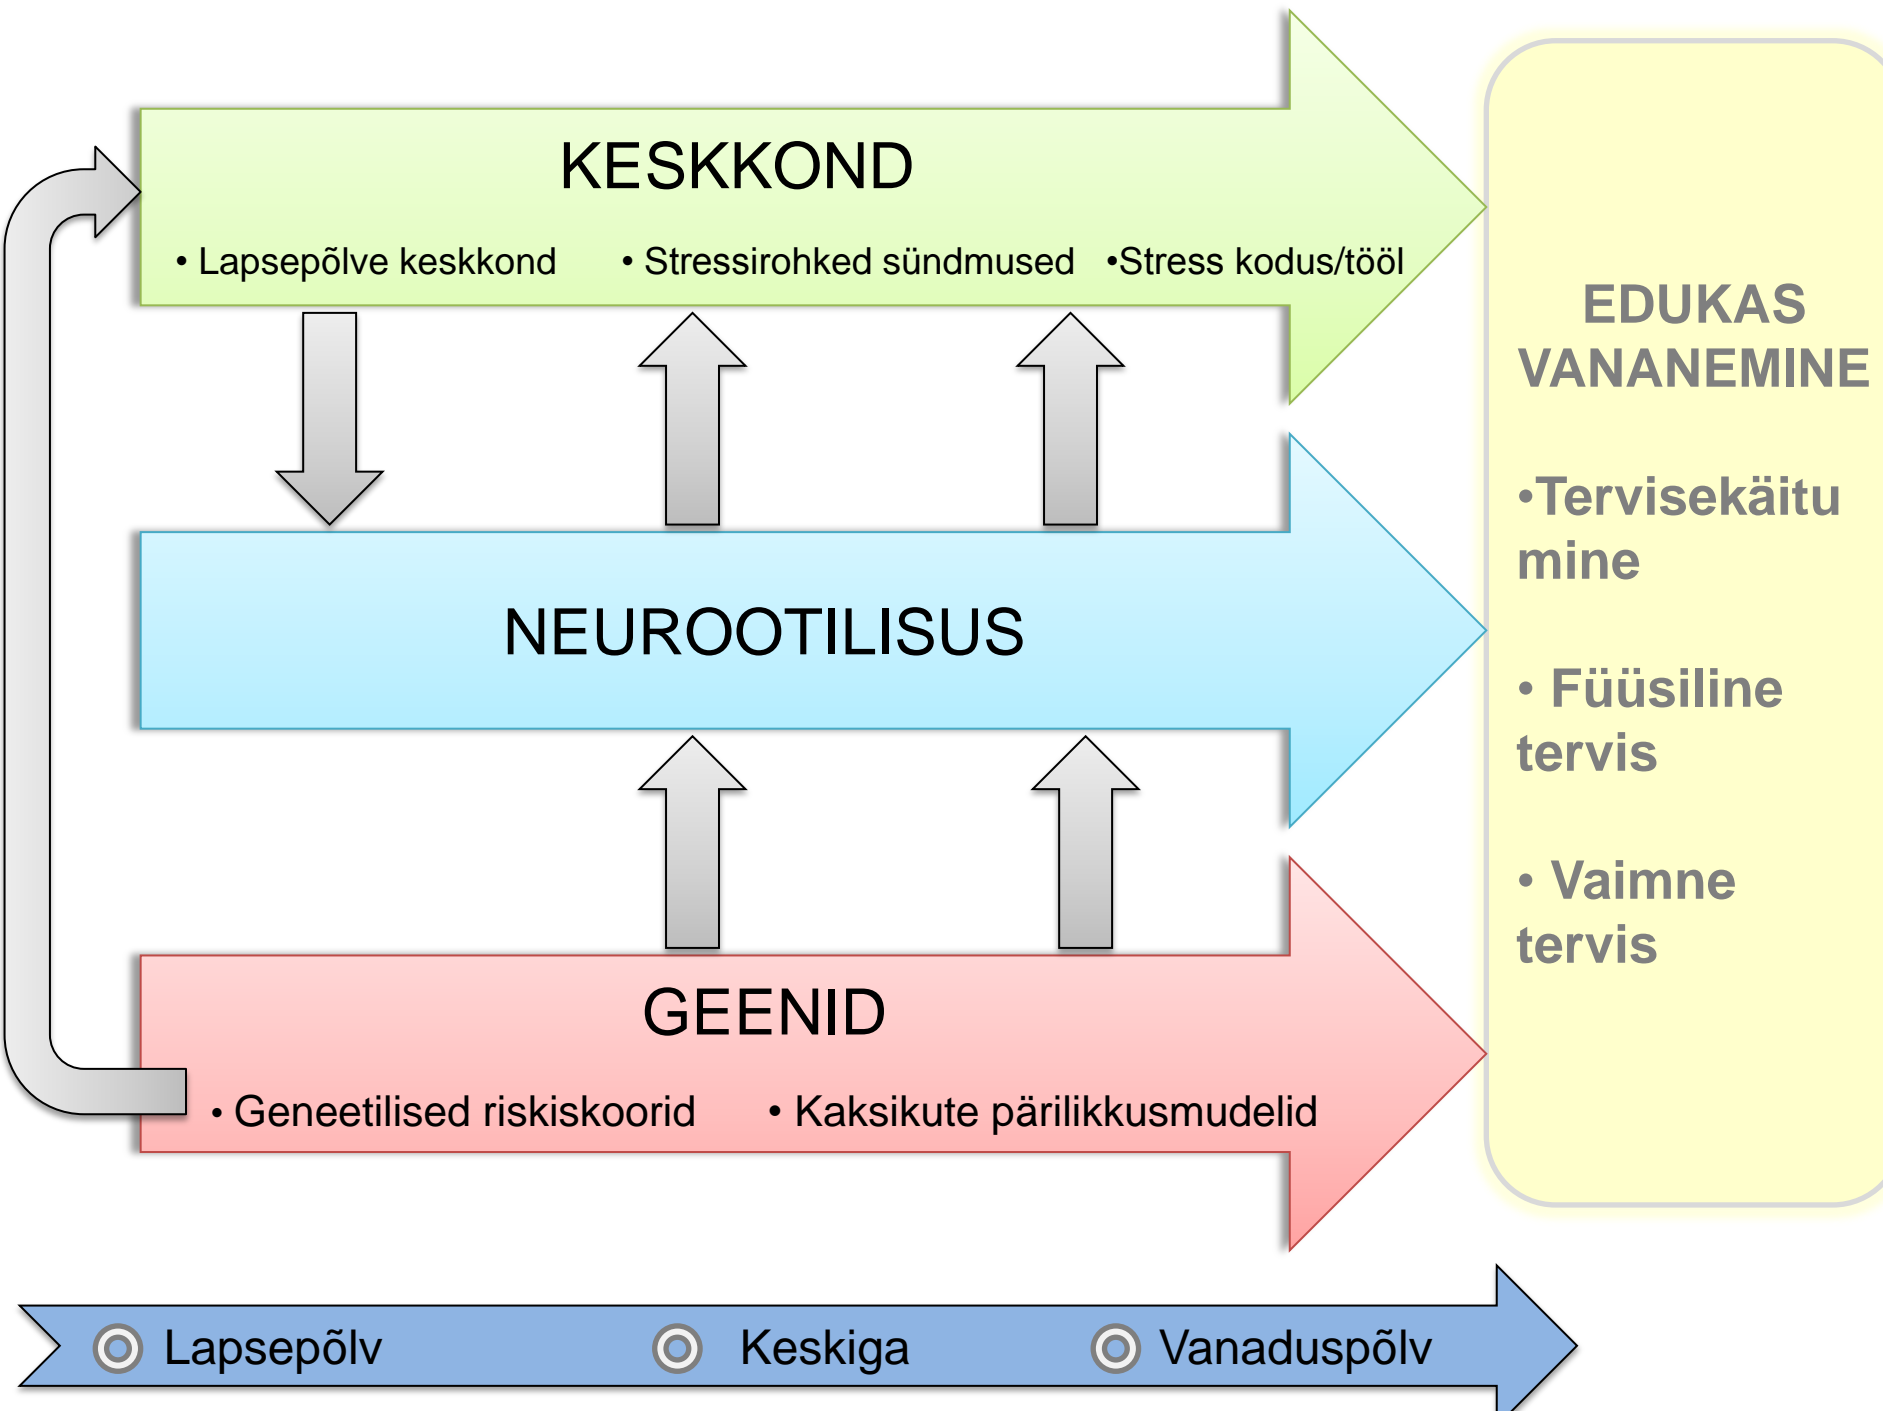 KESKKOND
• Lapsepõlve keskkond • Stressirohked sündmused •Stress kodus/tööl
NEUROOTILISUS
GEENID
• Geneetilised riskiskoorid • Kaksikute pärilikkusmudelid
EDUKAS
VANANEMINE
•Tervisekäitu
mine
• Füüsiline
tervis
• Vaimne
tervis
Lapsepõlv Keskiga Vanaduspõlv